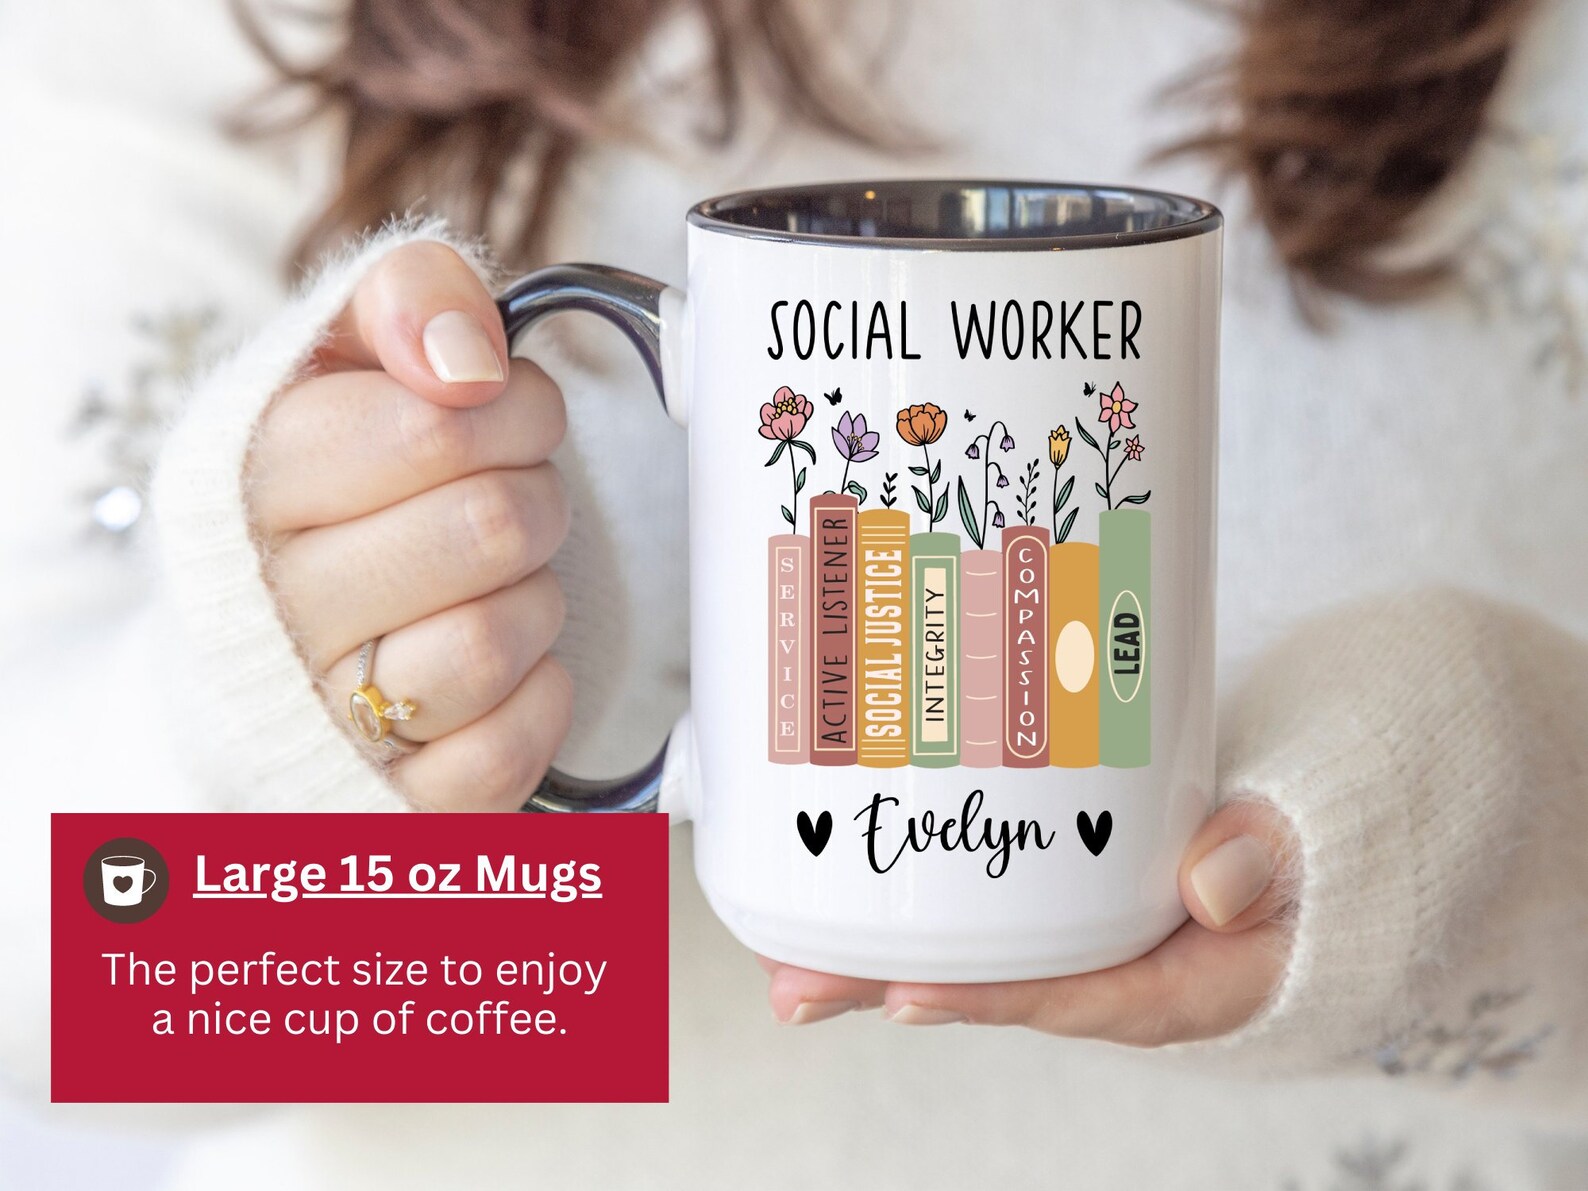 SOCIAL WORKER
SERVICE
ACTIVE LISTENER
SOCIAL JUSTICE
INTEGRITY
COMPASSION
LEAD
Evelyn
Large 15 oz Mugs
The perfect size to enjoy
a nice cup of coffee.